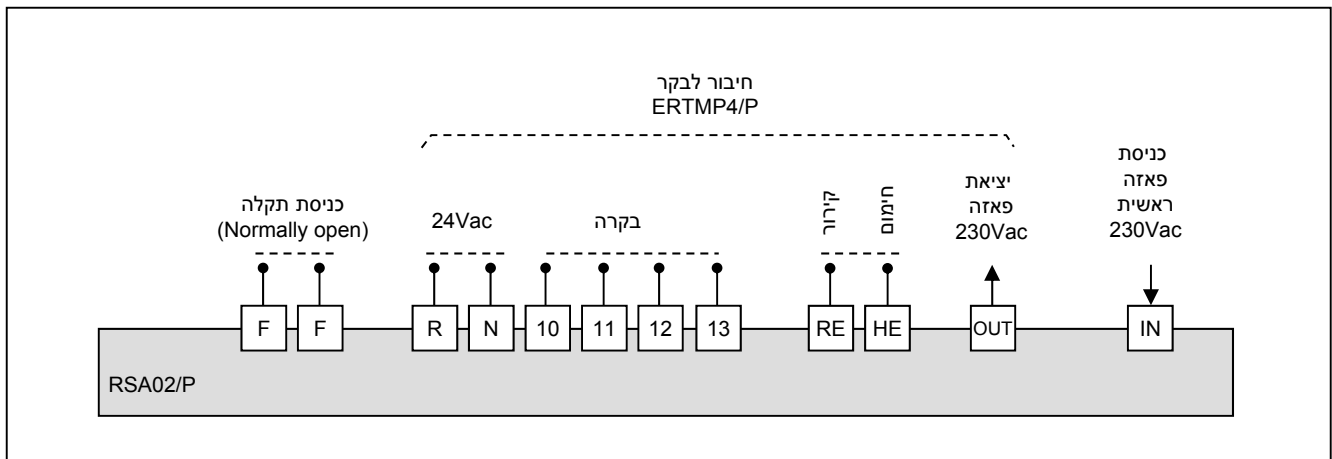 חיבור לבקר
ERTMP4/P
כניסת תקלה
(Normally open)
24Vac
בקרה
קירור
חימום
יציאת
פאזה
230Vac
כניסת
פאזה
ראשית
230Vac
F F R N 10 11 12 13 RE HE OUT IN
RSA02/P